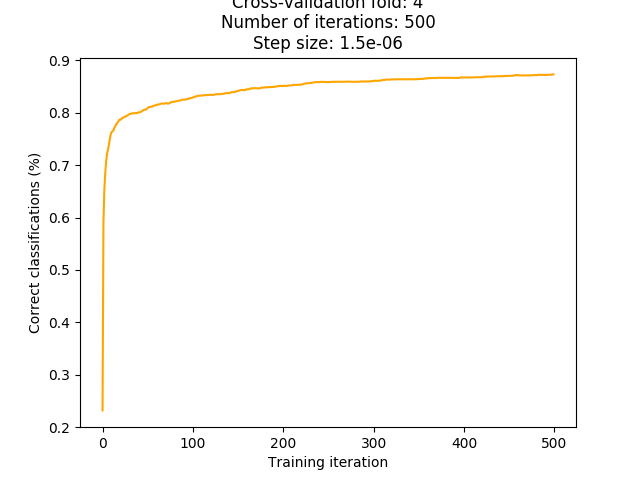 Cross-validation fold: 4
Number of iterations: 500
Step size: 1.5e-06
0.9
0.8
0.7
0.6
0.5
0.4
0.3
0.2
Correct classifications (%)
0 100 200 300 400 500
Training iteration